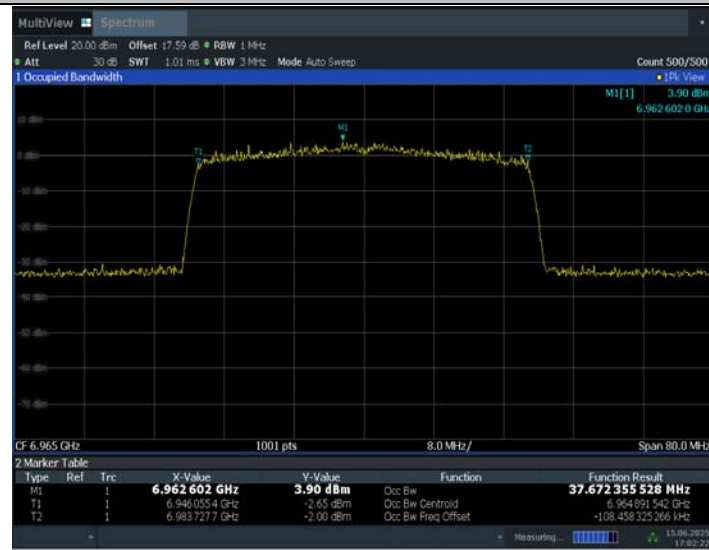 MultiView Spectrum
Ref Level 20.00 dBm Offset 17.59 dB RBW 1 MHz
Att 30 dB SWT 1.01 ms VBW 3 MHz Mode Auto Sweep Count 500/500
1 Occupied Bandwidth 1Pk View
M1[1] 3.90 dBm
6.962 602 0 GHz
10 dBm
M1
T1 T2
0 dBm
-10 dBm
-20 dBm
-30 dBm
-40 dBm
-50 dBm
-60 dBm
-70 dBm
CF 6.965 GHz 1001 pts 8.0 MHz/ Span 80.0 MHz
2 Marker Table
Type Ref Trc X-Value Y-Value Function Function Result
M1 1 6.962 602 GHz 3.90 dBm Occ Bw 37.672 355 528 MHz
T1 1 6.946 055 4 GHz -2.65 dBm Occ Bw Centroid 6.964 891 542 GHz
T2 1 6.983 727 7 GHz -2.00 dBm Occ Bw Freq Offset -108.458 325 266 kHz
Measuring... 15.06.2025
17:02:22